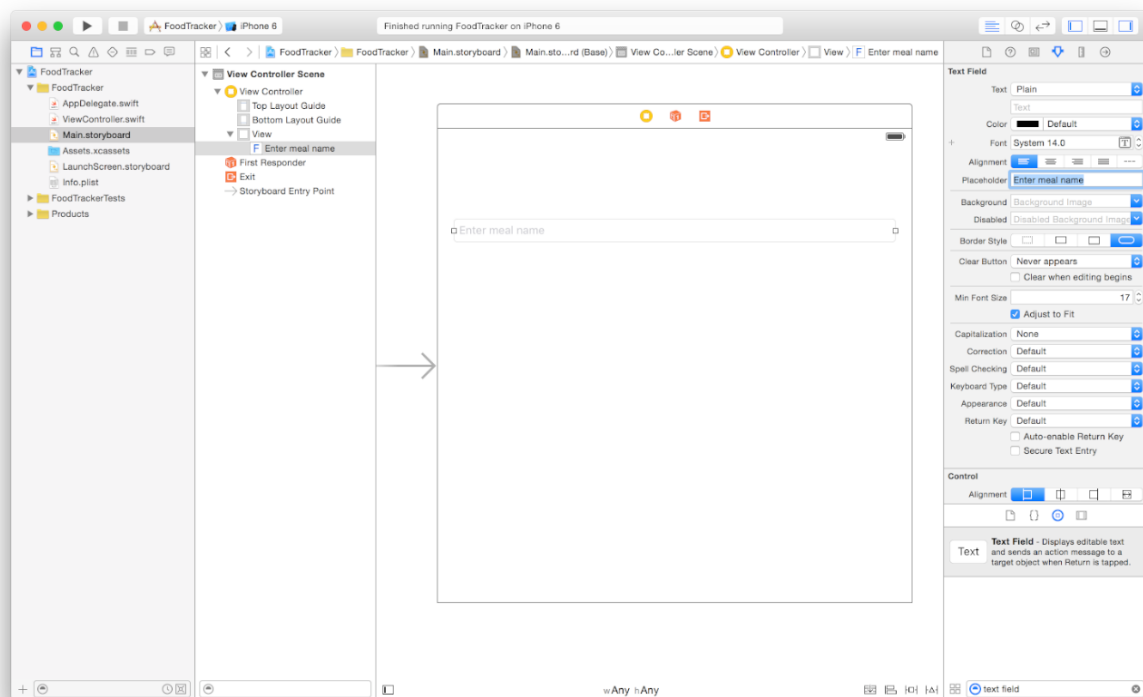 FoodTracker iPhone 6
Finished running FoodTracker on iPhone 6
FoodTracker FoodTracker Main.storyboard Main.sto...rd (Base) View Co...ler Scene View Controller View F Enter meal name
FoodTracker
FoodTracker
AppDelegate.swift
ViewController.swift
Main.storyboard
Assets.xcassets
LaunchScreen.storyboard
Info.plist
FoodTrackerTests
Products
View Controller Scene
View Controller
Top Layout Guide
Bottom Layout Guide
View
F Enter meal name
First Responder
Exit
Storyboard Entry Point
Enter meal name
wAny hAny
Text Field
Text Plain
Text
Color Default
Font System 14.0 T
Alignment
Placeholder Enter meal name
Background Background Image
Disabled Disabled Background Image
Border Style
Clear Button Never appears
Clear when editing begins
Min Font Size 17
Adjust to Fit
Capitalization None
Correction Default
Spell Checking Default
Keyboard Type Default
Appearance Default
Return Key Default
Auto-enable Return Key
Secure Text Entry
Control
Alignment
Text
Text Field - Displays editable text
and sends an action message to a
target object when Return is tapped.
text field